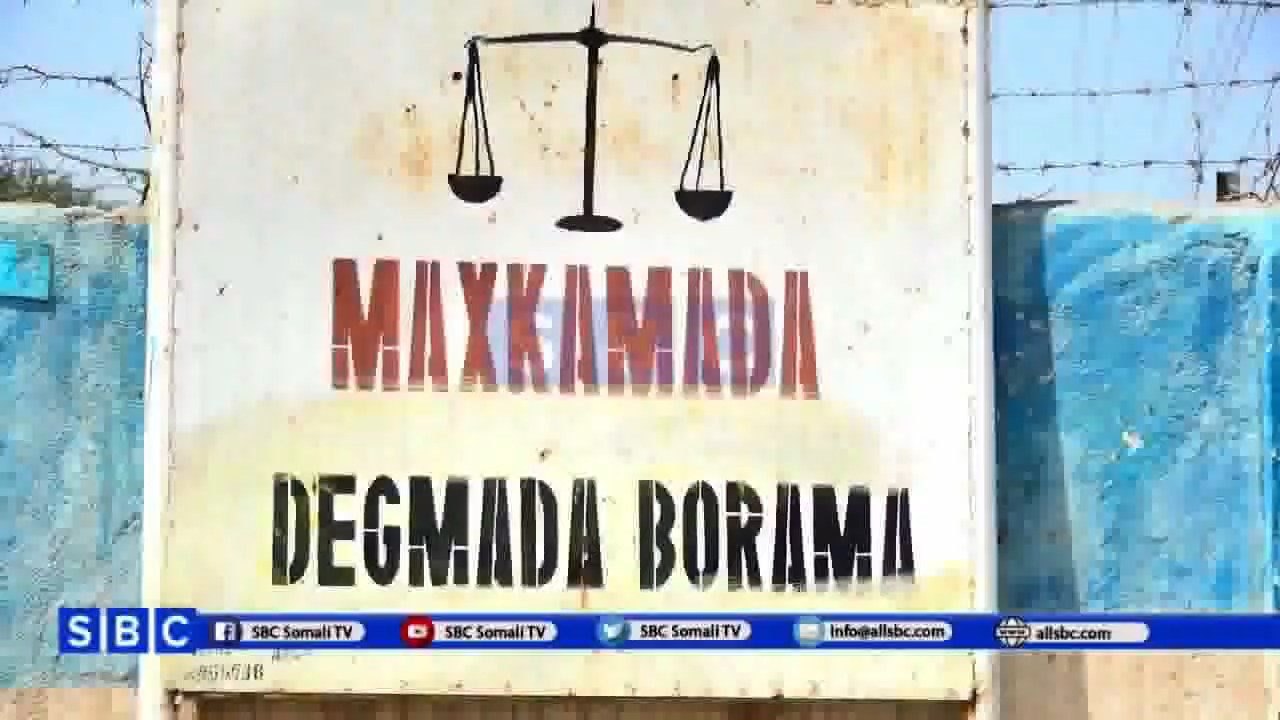 MAXKAMADA
DEGMADA BORAMA
SBC
SBC Somali TV
SBC Somali TV
SBC Somali TV
Info@allsbc.com
allsbc.com